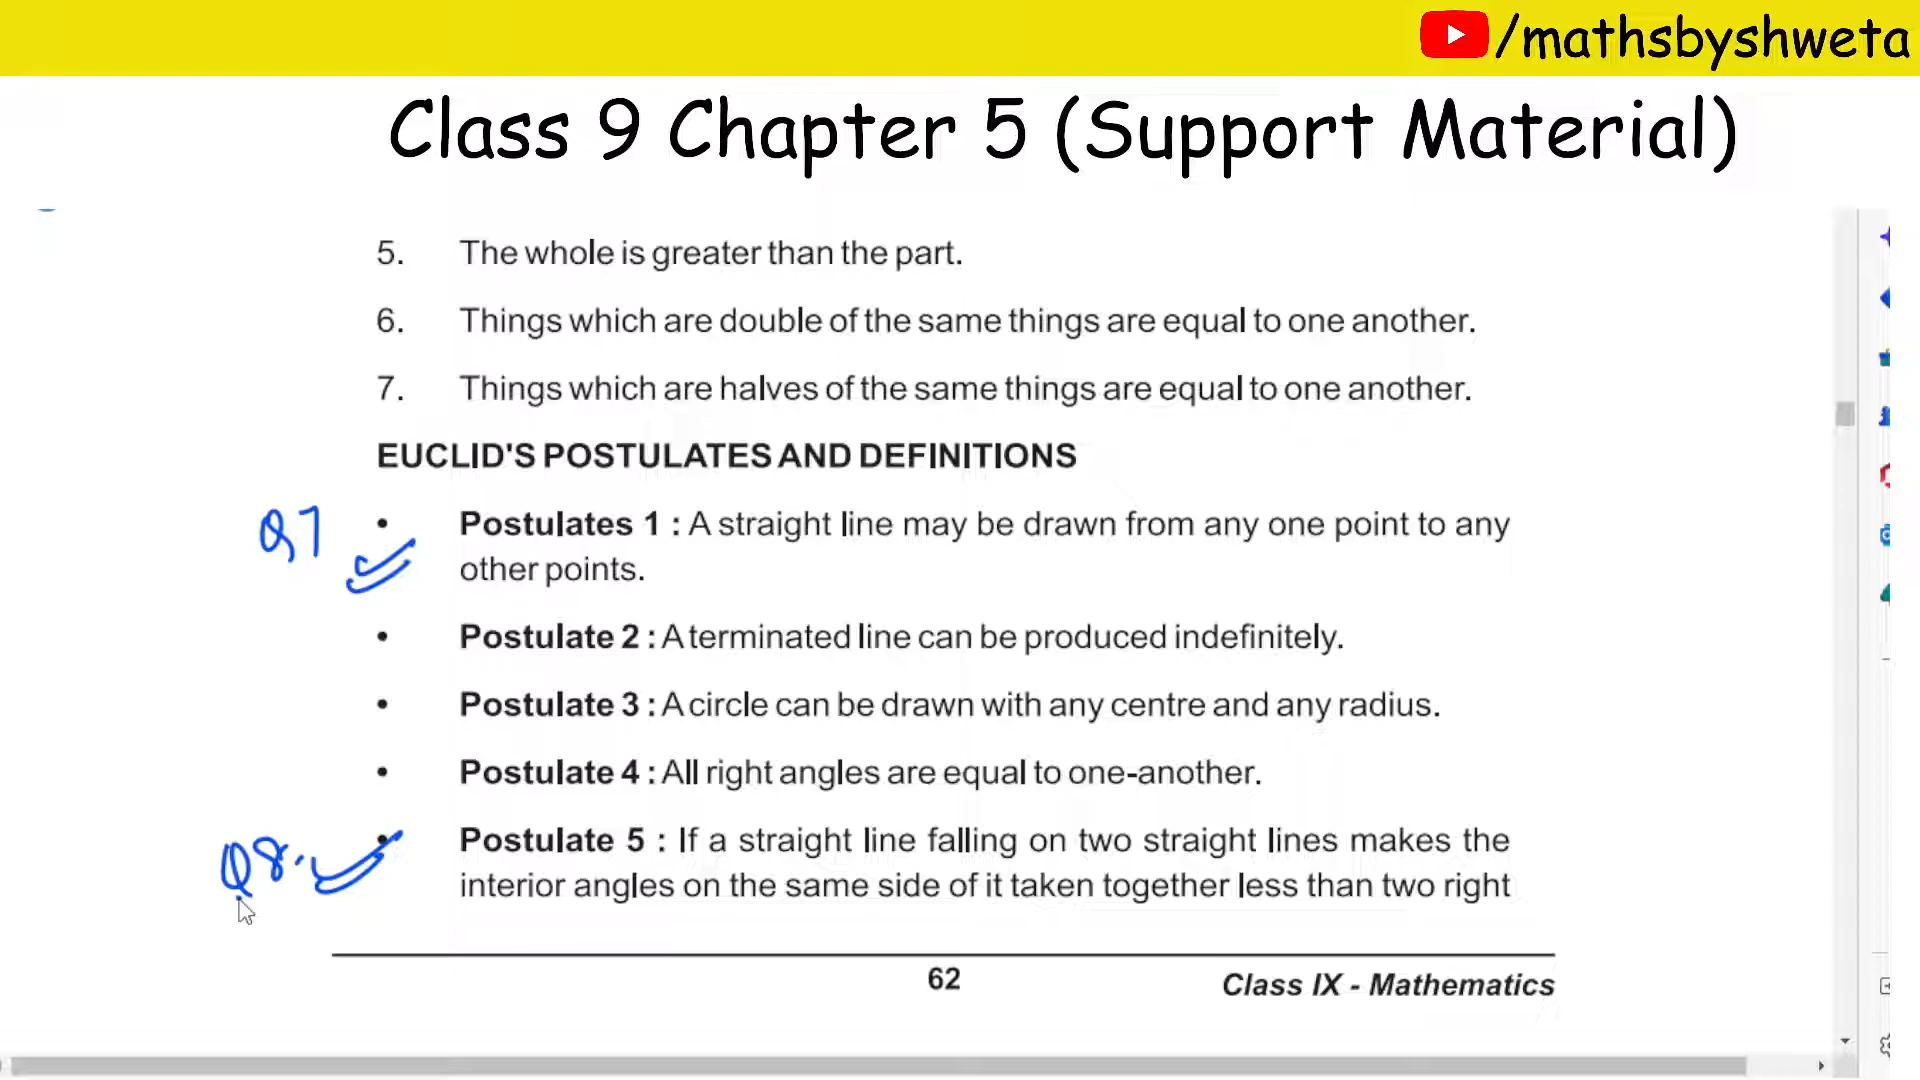 /mathsbyshweta
Class 9 Chapter 5 (Support Material)
5. The whole is greater than the part.
6. Things which are double of the same things are equal to one another.
7. Things which are halves of the same things are equal to one another.
EUCLID'S POSTULATES AND DEFINITIONS
Q7
• Postulates 1 : A straight line may be drawn from any one point to any
other points.
• Postulate 2 : A terminated line can be produced indefinitely.
• Postulate 3 : A circle can be drawn with any centre and any radius.
• Postulate 4 : All right angles are equal to one-another.
Q8.
• Postulate 5 : If a straight line falling on two straight lines makes the
interior angles on the same side of it taken together less than two right
62
Class IX - Mathematics